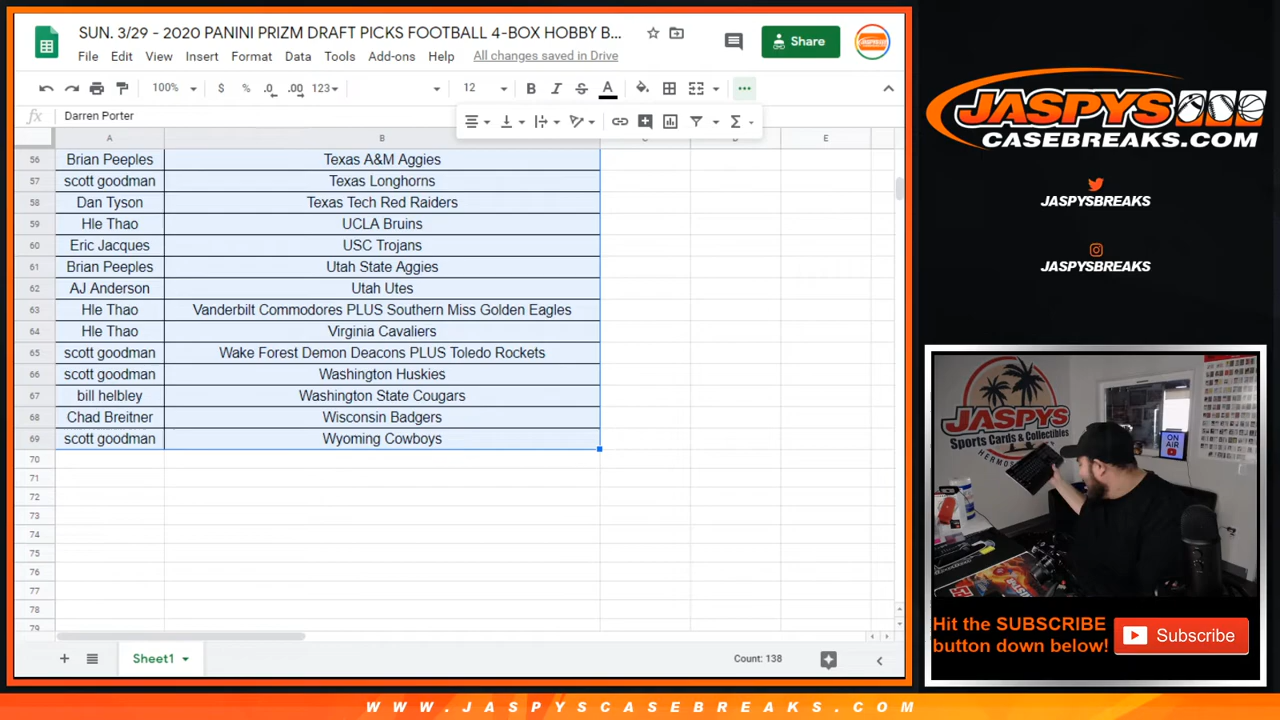 SUN. 3/29 - 2020 PANINI PRIZM DRAFT PICKS FOOTBALL 4-BOX HOBBY B...
Share
File Edit View Insert Format Data Tools Add-ons Help All changes saved in Drive
100% $ % .0 .00 123 12 B I S A
fx Darren Porter
A B C D E
56 Brian Peeples Texas A&M Aggies
57 scott goodman Texas Longhorns
58 Dan Tyson Texas Tech Red Raiders
59 Hle Thao UCLA Bruins
60 Eric Jacques USC Trojans
61 Brian Peeples Utah State Aggies
62 AJ Anderson Utah Utes
63 Hle Thao Vanderbilt Commodores PLUS Southern Miss Golden Eagles
64 Hle Thao Virginia Cavaliers
65 scott goodman Wake Forest Demon Deacons PLUS Toledo Rockets
66 scott goodman Washington Huskies
67 bill helbley Washington State Cougars
68 Chad Breitner Wisconsin Badgers
69 scott goodman Wyoming Cowboys
70
71
72
73
74
75
76
77
78
79
Sheet1
Count: 138
JASPYS
CASEBREAKS.COM
JASPYSBREAKS
JASPYSBREAKS
JASPYS
Sports Cards & Collectibles
HERMOS
ON
AIR
Hit the SUBSCRIBE
button down below!
Subscribe
WWW.JASPYSCASEBREAKS.COM